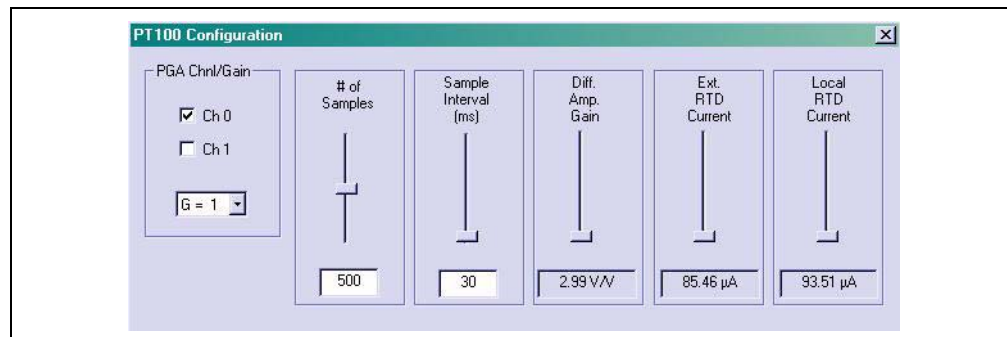 PT100 Configuration
PGA Chnl/Gain
Ch 0
Ch 1
G = 1
# of
Samples
500
Sample
Interval
(ms)
30
Diff.
Amp.
Gain
2.99 V/V
Ext.
RTD
Current
85.46 µA
Local
RTD
Current
93.51 µA